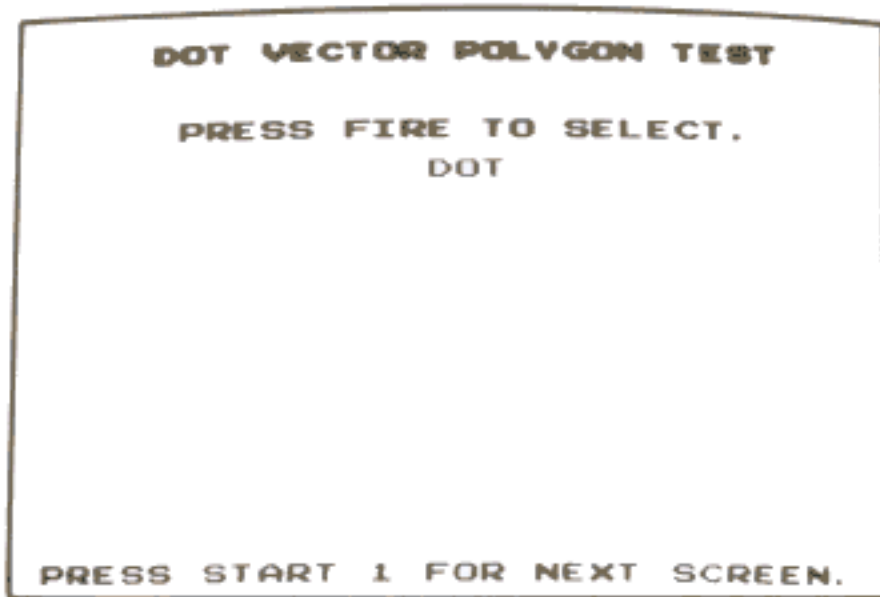 DOT VECTOR POLYGON TEST
PRESS FIRE TO SELECT.
DOT
PRESS START 1 FOR NEXT SCREEN.